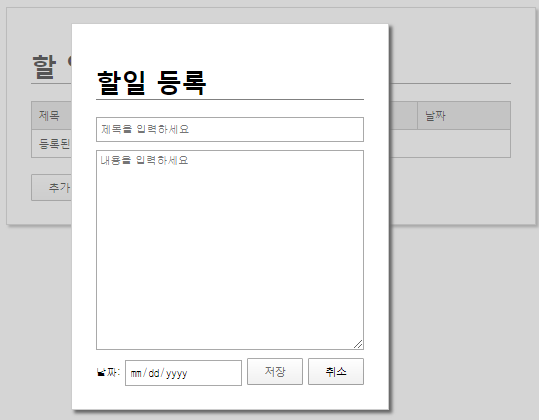 할
제목
날짜
등록된
추가
할일 등록
제목을 입력하세요
내용을 입력하세요
날짜: mm/dd/yyyy 저장 취소